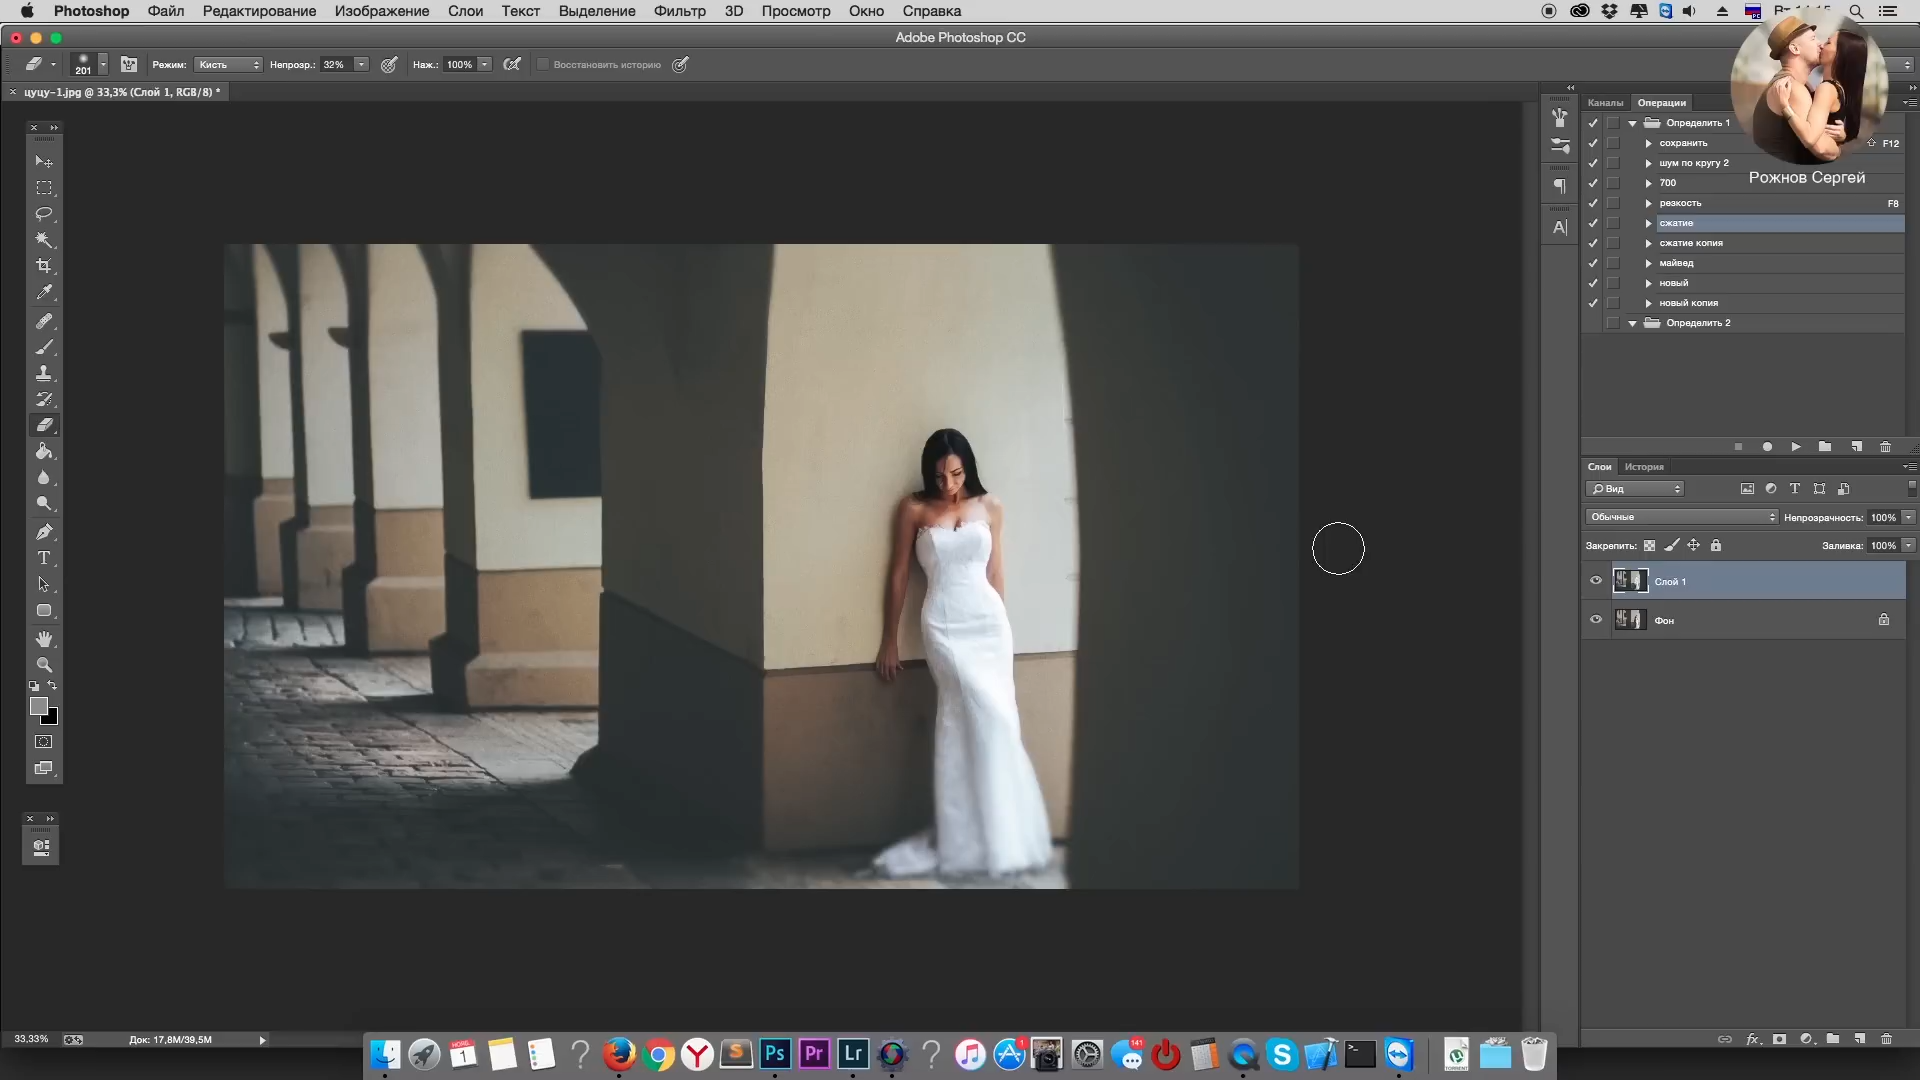 Photoshop Файл Редактирование Изображение Слои Текст Выделение Фильтр 3D Просмотр Окно Справка
Adobe Photoshop CC
201 Режим: Кисть Непрозр.: 32% Наж.: 100% Восстановить историю
цуцу-1.jpg @ 33,3% (Слой 1, RGB/8) *
Каналы Операции
Определить 1
сохранить F12
шум по кругу 2
700
Рожнов Сергей
резкость F8
сжатие
сжатие копия
майвед
новый
новый копия
Определить 2
Слои История
Вид
Обычные Непрозрачность: 100%
Закрепить: Заливка: 100%
Слой 1
Фон
33,33% Док: 17,8M/39,5M